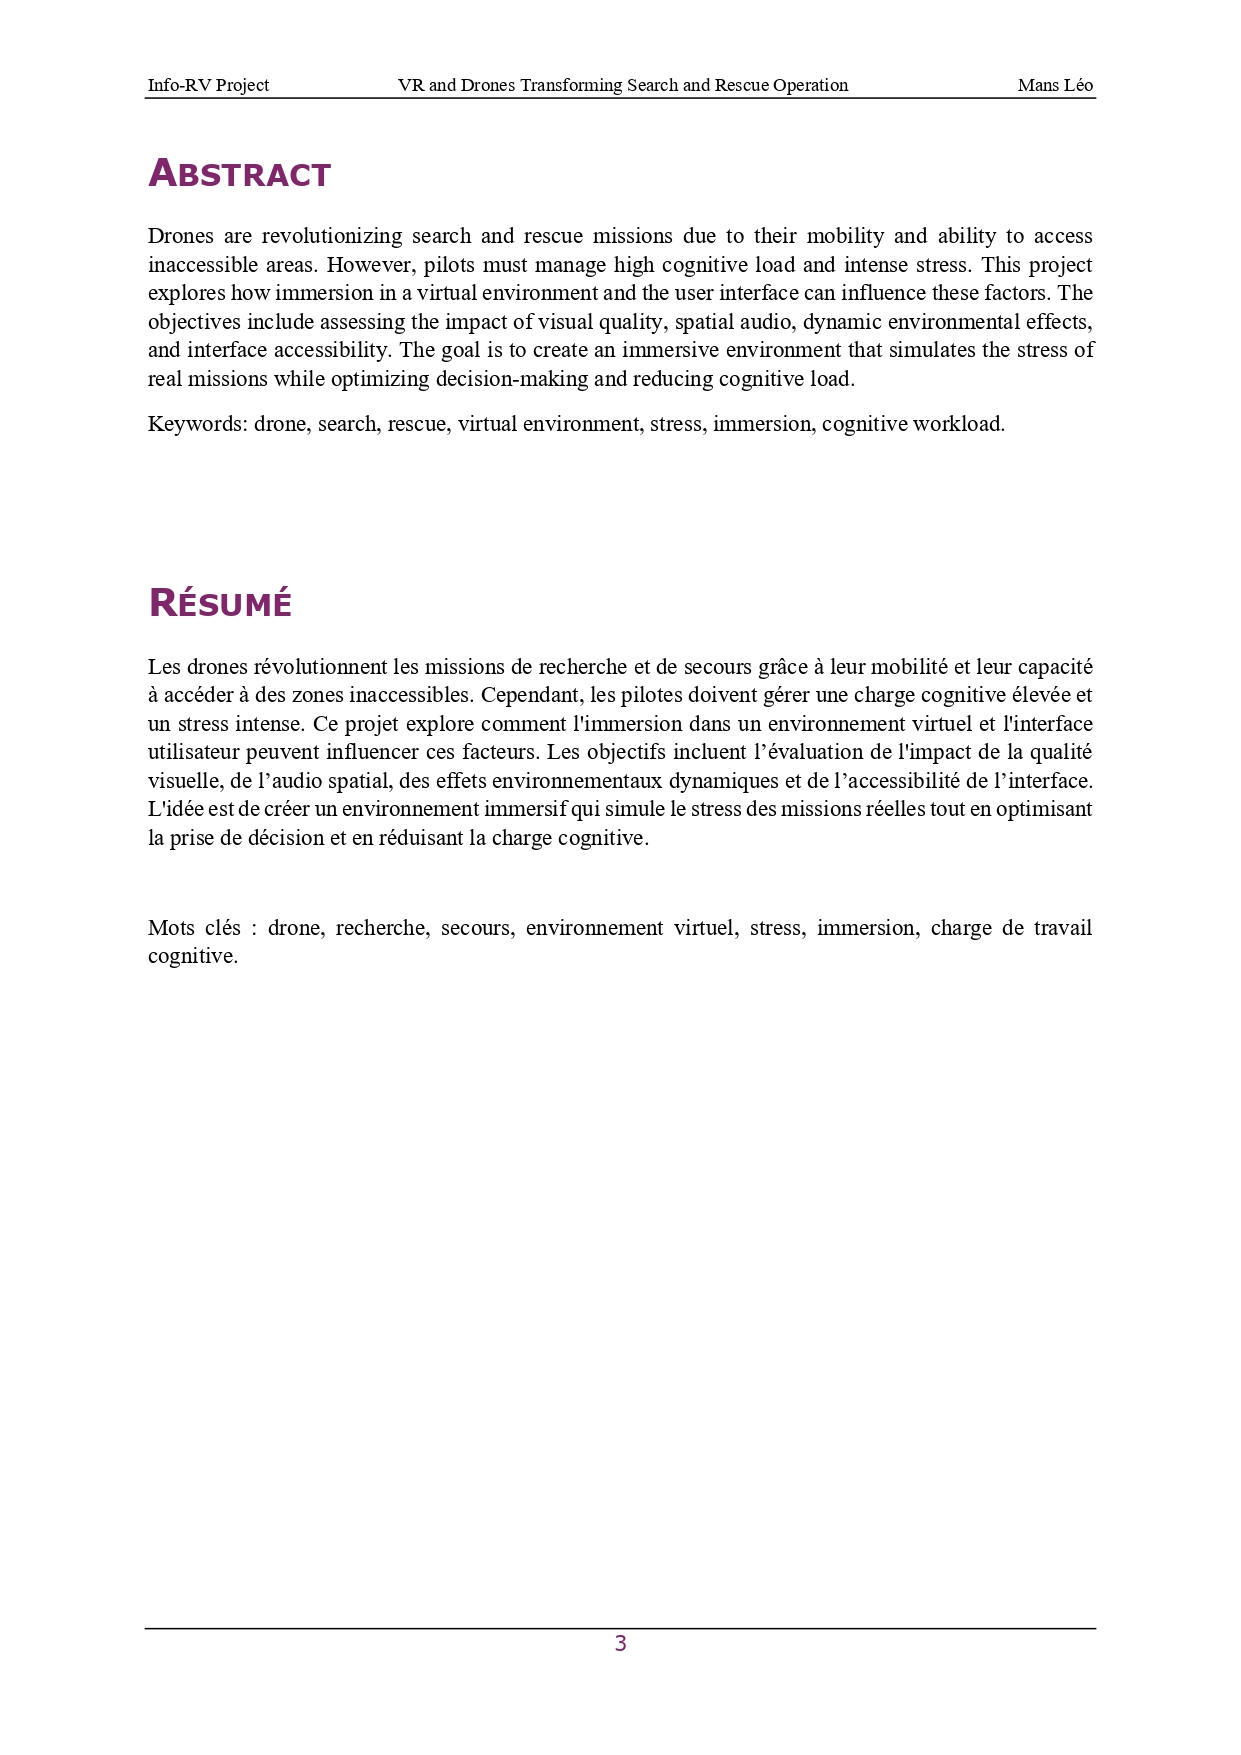 Info-RV Project VR and Drones Transforming Search and Rescue Operation Mans Léo
ABSTRACT
Drones are revolutionizing search and rescue missions due to their mobility and ability to access
inaccessible areas. However, pilots must manage high cognitive load and intense stress. This project
explores how immersion in a virtual environment and the user interface can influence these factors. The
objectives include assessing the impact of visual quality, spatial audio, dynamic environmental effects,
and interface accessibility. The goal is to create an immersive environment that simulates the stress of
real missions while optimizing decision-making and reducing cognitive load.
Keywords: drone, search, rescue, virtual environment, stress, immersion, cognitive workload.
RÉSUMÉ
Les drones révolutionnent les missions de recherche et de secours grâce à leur mobilité et leur capacité
à accéder à des zones inaccessibles. Cependant, les pilotes doivent gérer une charge cognitive élevée et
un stress intense. Ce projet explore comment l'immersion dans un environnement virtuel et l'interface
utilisateur peuvent influencer ces facteurs. Les objectifs incluent l’évaluation de l'impact de la qualité
visuelle, de l’audio spatial, des effets environnementaux dynamiques et de l’accessibilité de l’interface.
L'idée est de créer un environnement immersif qui simule le stress des missions réelles tout en optimisant
la prise de décision et en réduisant la charge cognitive.
Mots clés : drone, recherche, secours, environnement virtuel, stress, immersion, charge de travail
cognitive.
3